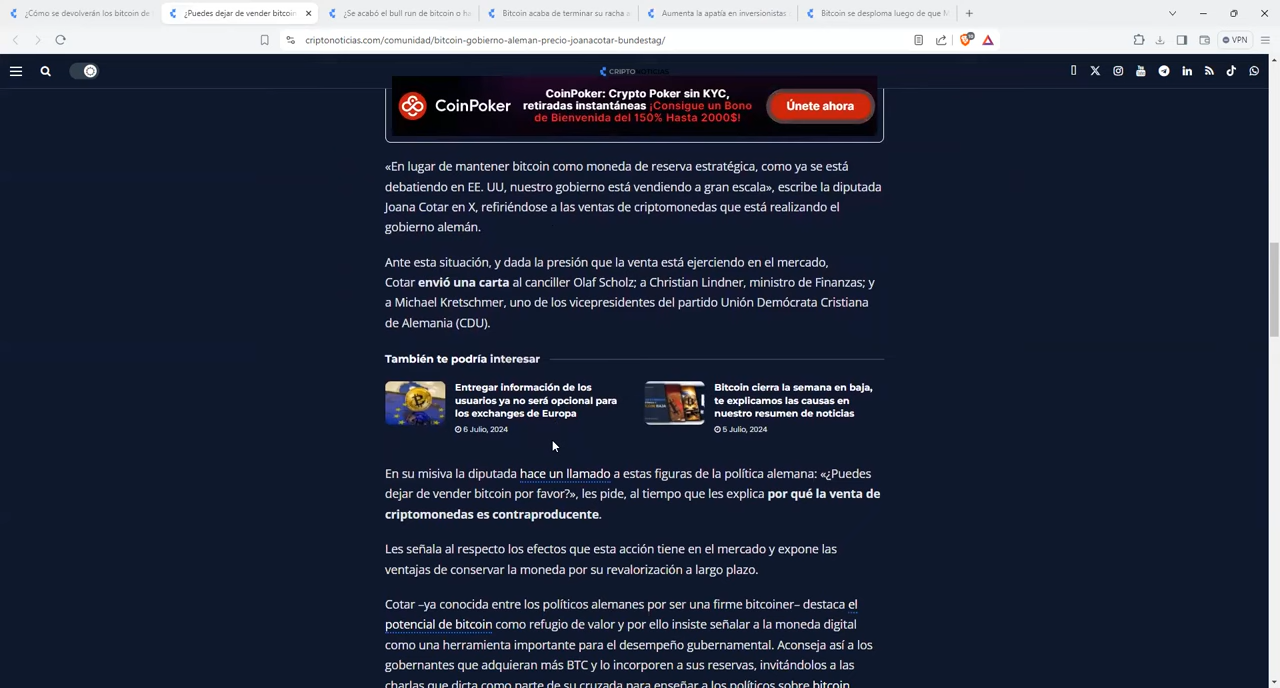 ¿Cómo se devolverán los bitcoin de
¿Puedes dejar de vender bitcoin
¿Se acabó el bull run de bitcoin o ha
Bitcoin acaba de terminar su racha
Aumenta la apatía en inversionistas
Bitcoin se desploma luego de que
criptonoticias.com/comunidad/bitcoin-gobierno-aleman-precio-joanacotar-bundestag/
VPN
CRIPTONOTICIAS
CoinPoker
CoinPoker: Crypto Poker sin KYC,
retiradas instantáneas ¡Consigue un Bono
de Bienvenida del 150% Hasta 2000$!
Únete ahora
«En lugar de mantener bitcoin como moneda de reserva estratégica, como ya se está
debatiendo en EE. UU, nuestro gobierno está vendiendo a gran escala», escribe la diputada
Joana Cotar en X, refiriéndose a las ventas de criptomonedas que está realizando el
gobierno alemán.
Ante esta situación, y dada la presión que la venta está ejerciendo en el mercado,
Cotar envió una carta al canciller Olaf Scholz; a Christian Lindner, ministro de Finanzas; y
a Michael Kretschmer, uno de los vicepresidentes del partido Unión Demócrata Cristiana
de Alemania (CDU).
También te podría interesar
Entregar información de los
usuarios ya no será opcional para
los exchanges de Europa
6 Julio, 2024
Bitcoin cierra la semana en baja,
te explicamos las causas en
nuestro resumen de noticias
5 Julio, 2024
En su misiva la diputada hace un llamado a estas figuras de la política alemana: «¿Puedes
dejar de vender bitcoin por favor?», les pide, al tiempo que les explica por qué la venta de
criptomonedas es contraproducente.
Les señala al respecto los efectos que esta acción tiene en el mercado y expone las
ventajas de conservar la moneda por su revalorización a largo plazo.
Cotar –ya conocida entre los políticos alemanes por ser una firme bitcoiner– destaca el
potencial de bitcoin como refugio de valor y por ello insiste señalar a la moneda digital
como una herramienta importante para el desempeño gubernamental. Aconseja así a los
gobernantes que adquieran más BTC y lo incorporen a sus reservas, invitándolos a las
charlas que dicta como parte de su cruzada para enseñar a los políticos sobre bitcoin.